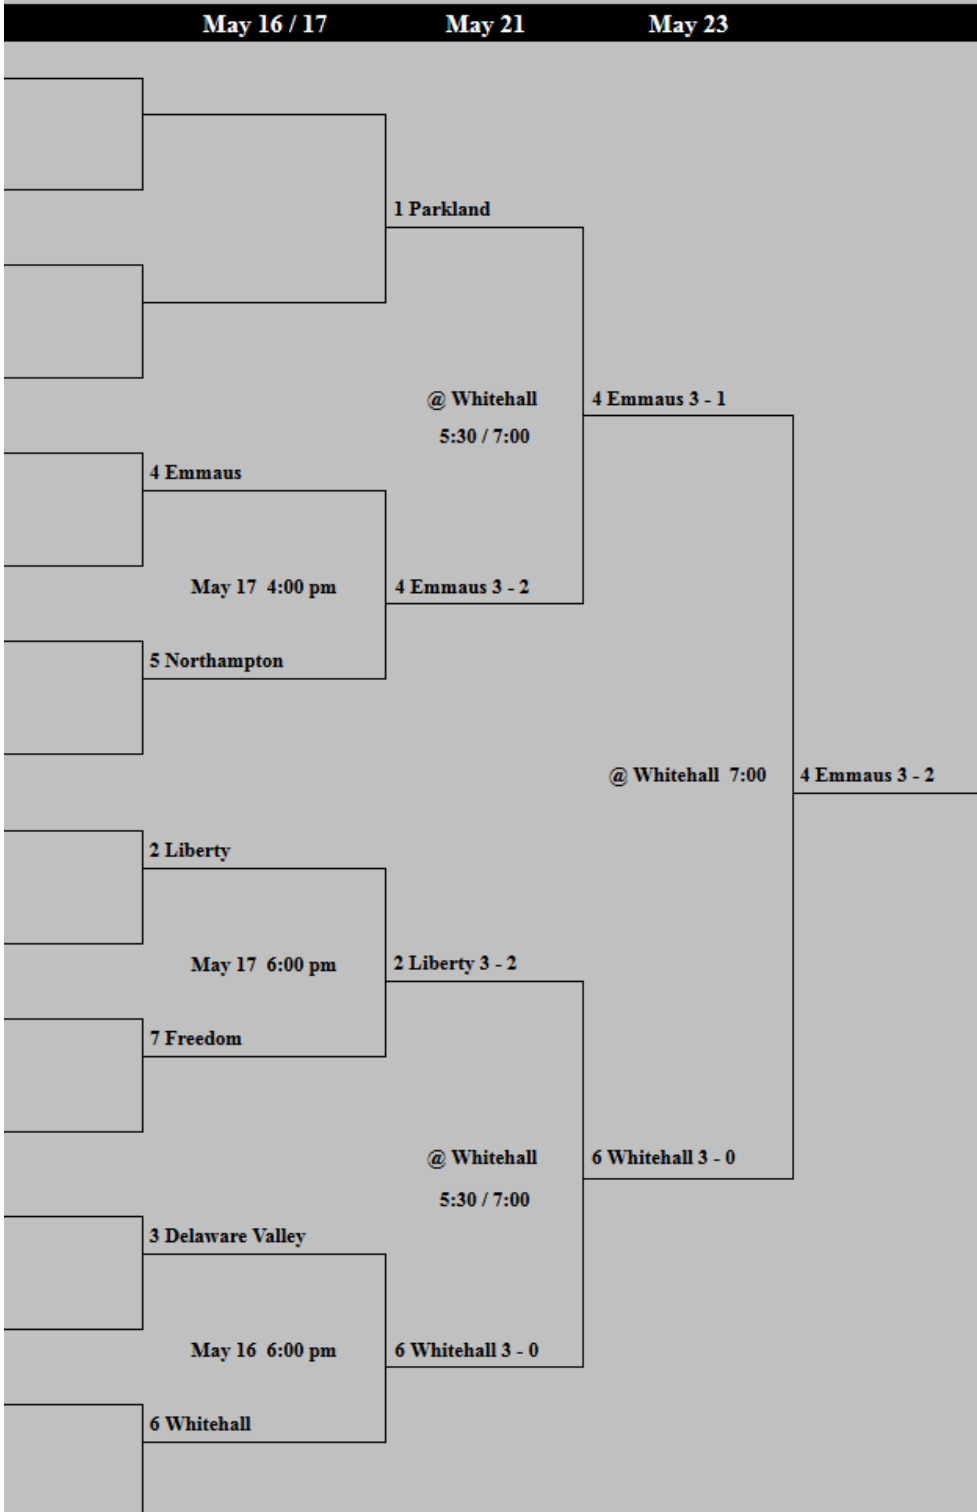 May 16 / 17
May 21
May 23
1 Parkland
@ Whitehall
4 Emmaus 3 - 1
5:30 / 7:00
4 Emmaus
May 17 4:00 pm
4 Emmaus 3 - 2
5 Northampton
@ Whitehall 7:00
4 Emmaus 3 - 2
2 Liberty
May 17 6:00 pm
2 Liberty 3 - 2
7 Freedom
@ Whitehall
6 Whitehall 3 - 0
5:30 / 7:00
3 Delaware Valley
May 16 6:00 pm
6 Whitehall 3 - 0
6 Whitehall